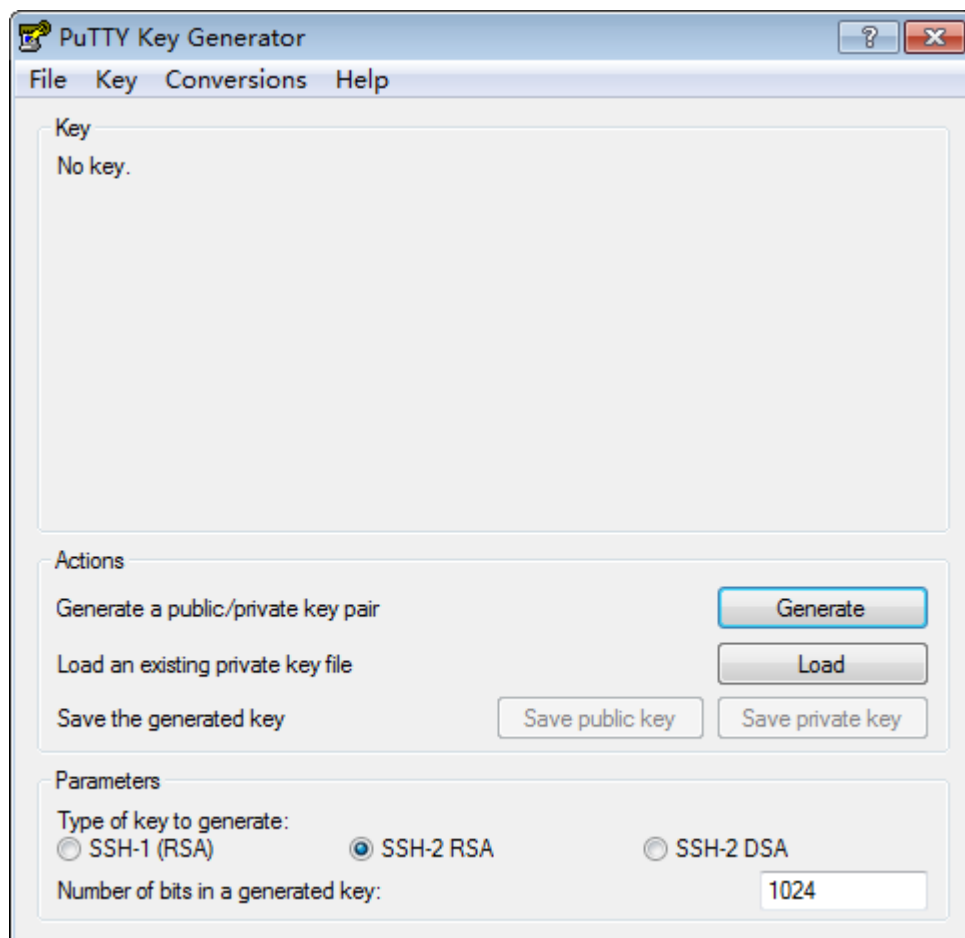 PuTTY Key Generator
File Key Conversions Help
Key
No key.
Actions
Generate a public/private key pair Generate
Load an existing private key file Load
Save the generated key Save public key Save private key
Parameters
Type of key to generate:
SSH-1 (RSA) SSH-2 RSA SSH-2 DSA
Number of bits in a generated key: 1024